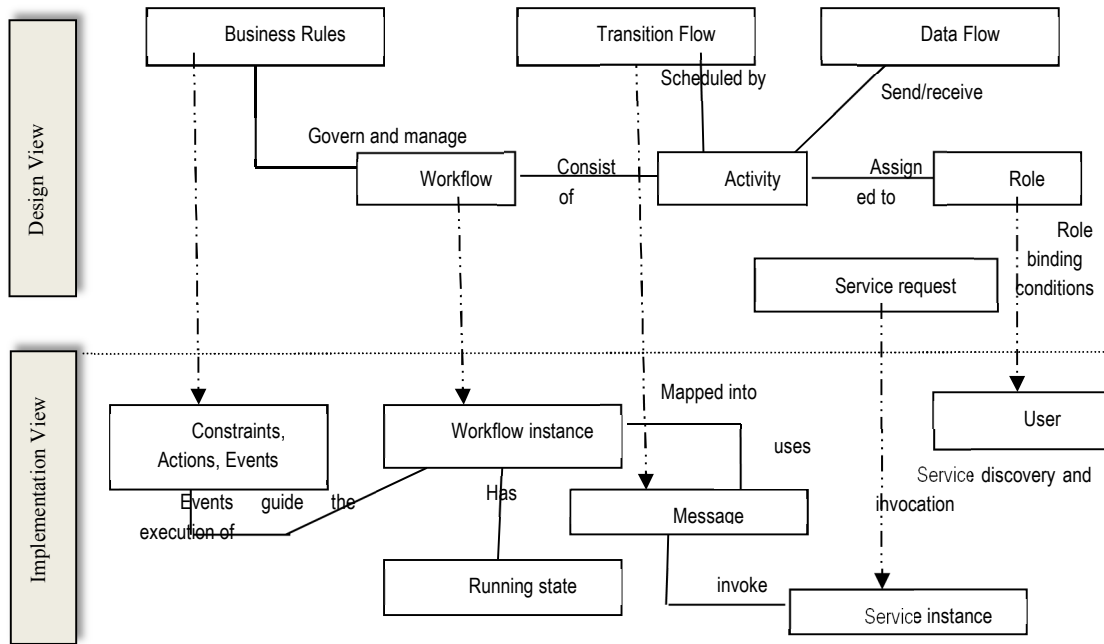 Design View
Business Rules
Transition Flow
Data Flow
Scheduled by
Send/receive
Govern and manage
Workflow
Consist
of
Activity
Assign
ed to
Role
Role
binding
conditions
Service request
Implementation View
Mapped into
Constraints,
Actions, Events
Workflow instance
uses
User
Events guide the
execution of
Has
Message
Service discovery and
invocation
Running state
invoke
Service instance